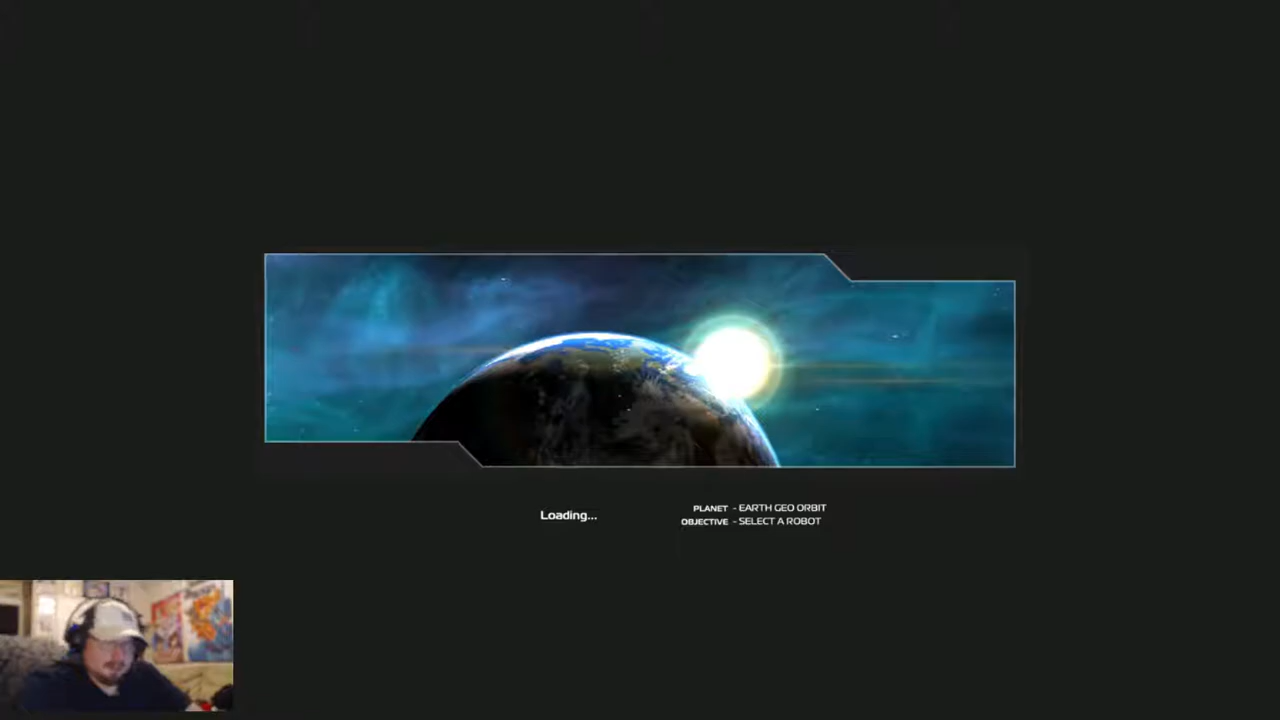 Loading...
PLANET - EARTH GEO ORBIT
OBJECTIVE - SELECT A ROBOT